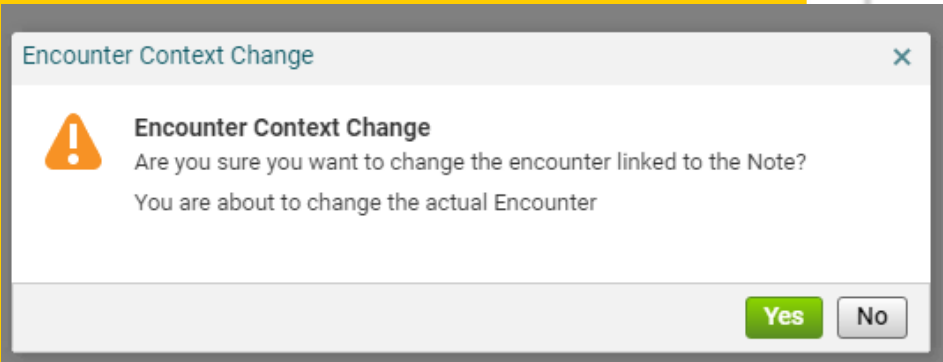 Encounter Context Change
Encounter Context Change
Are you sure you want to change the encounter linked to the Note?
You are about to change the actual Encounter
Yes No